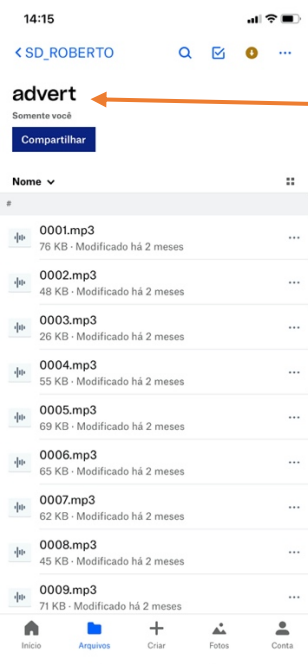 14:15
SD_ROBERTO
advert
Somente você
Compartilhar
Nome
#
0001.mp3
76 KB · Modificado há 2 meses
0002.mp3
48 KB · Modificado há 2 meses
0003.mp3
26 KB · Modificado há 2 meses
0004.mp3
55 KB · Modificado há 2 meses
0005.mp3
69 KB · Modificado há 2 meses
0006.mp3
65 KB · Modificado há 2 meses
0007.mp3
62 KB · Modificado há 2 meses
0008.mp3
45 KB · Modificado há 2 meses
0009.mp3
71 KB · Modificado há 2 meses
Início Arquivos Criar Fotos Conta